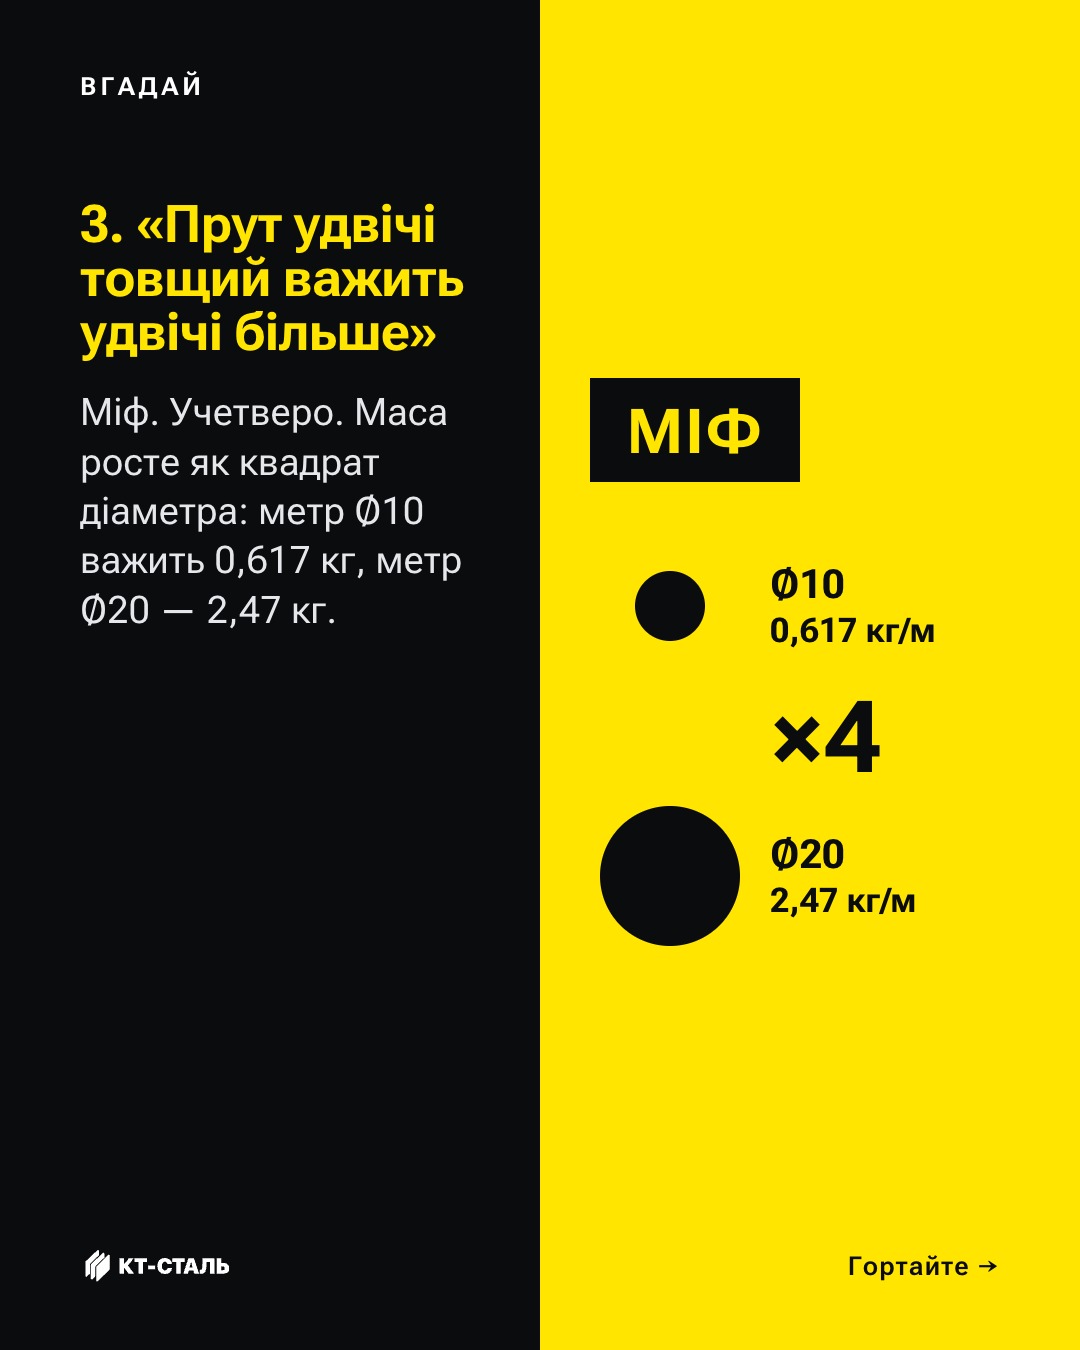 ВГАДАЙ
3. «Прут удвічі
товщий важить
удвічі більше»
Міф. Учетверо. Маса
росте як квадрат
діаметра: метр Ø10
важить 0,617 кг, метр
Ø20 — 2,47 кг.
МІФ
Ø10
0,617 кг/м
×4
Ø20
2,47 кг/м
КТ-СТАЛЬ
Гортайте →